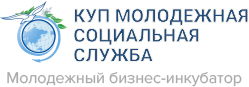 КУП МОЛОДЕЖНАЯ
СОЦИАЛЬНАЯ
СЛУЖБА
Молодежный бизнес-инкубатор